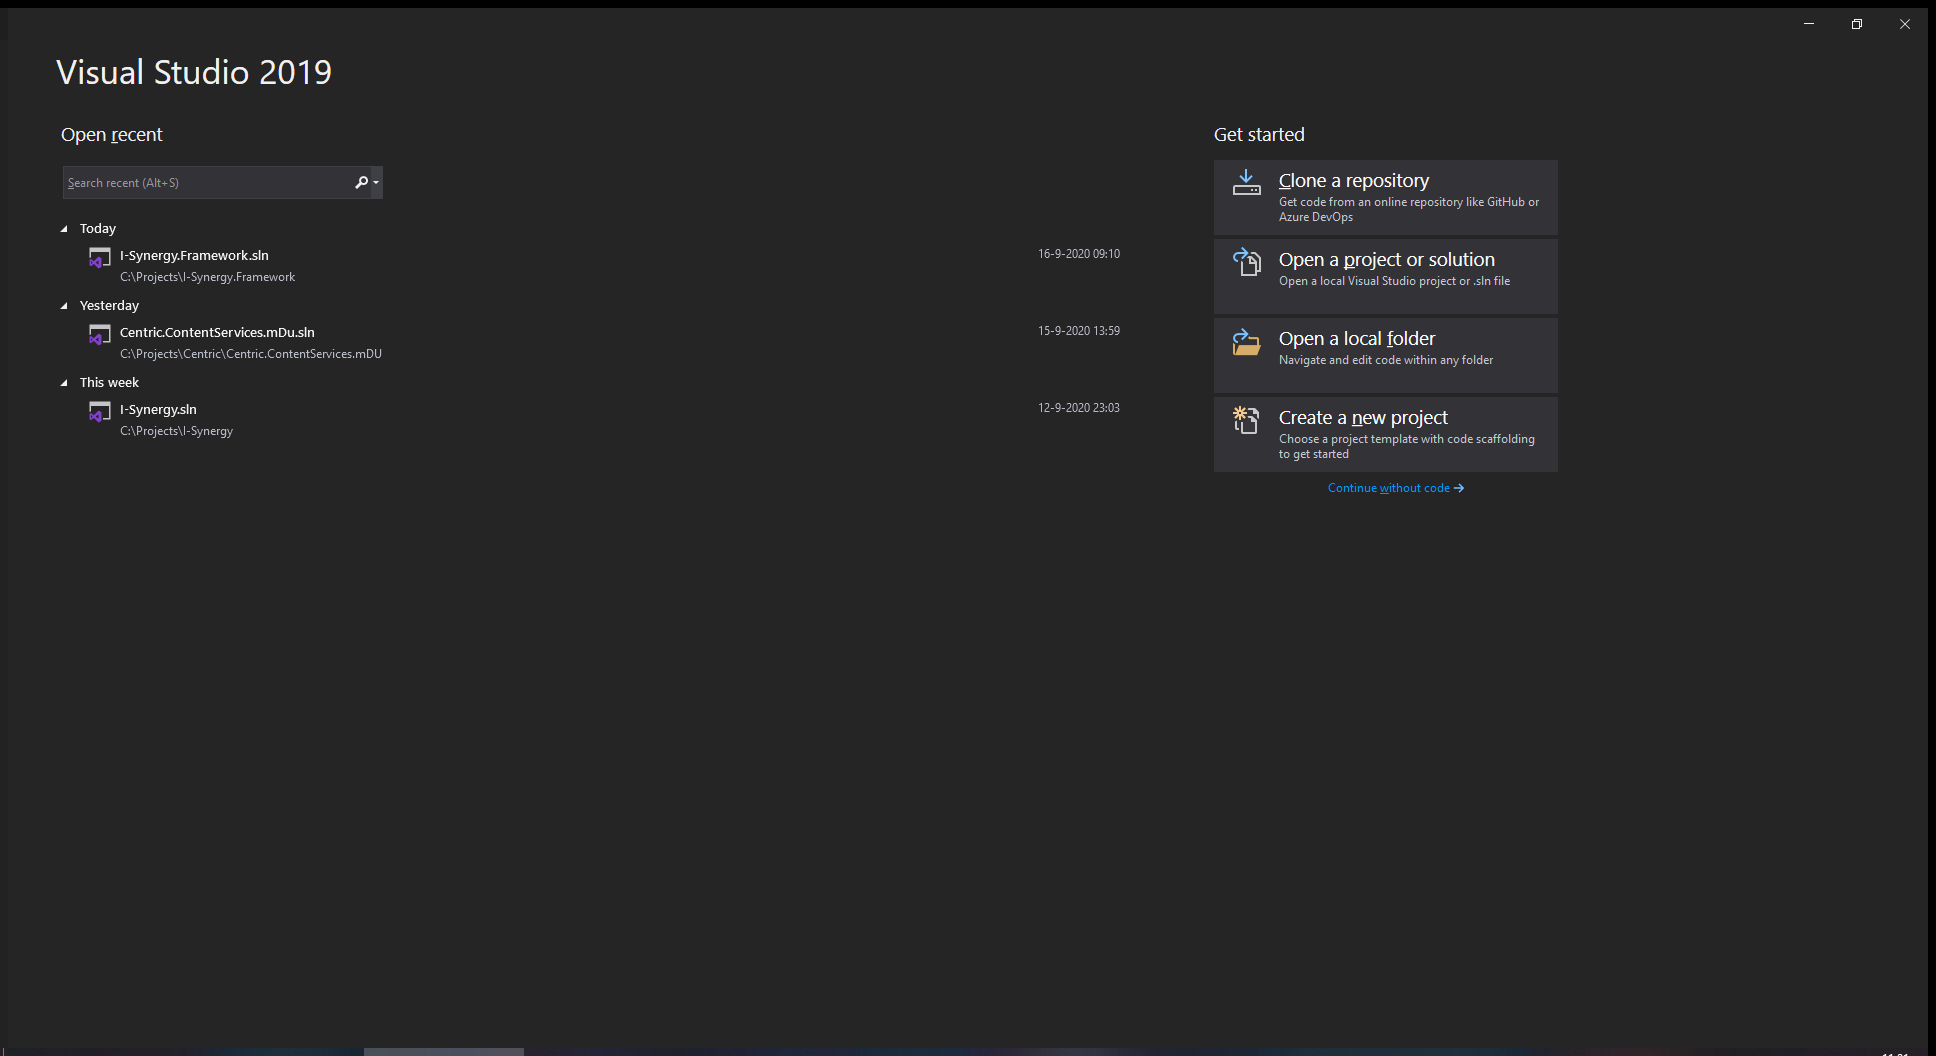 Visual Studio 2019
Open recent
Search recent (Alt+S)
Today
I-Synergy.Framework.sln
16-9-2020 09:10
C:\Projects\I-Synergy.Framework
Yesterday
Centric.ContentServices.mDu.sln
15-9-2020 13:59
C:\Projects\Centric\Centric.ContentServices.mDU
This week
I-Synergy.sln
12-9-2020 23:03
C:\Projects\I-Synergy
Get started
Clone a repository
Get code from an online repository like GitHub or
Azure DevOps
Open a project or solution
Open a local Visual Studio project or .sln file
Open a local folder
Navigate and edit code within any folder
Create a new project
Choose a project template with code scaffolding
to get started
Continue without code